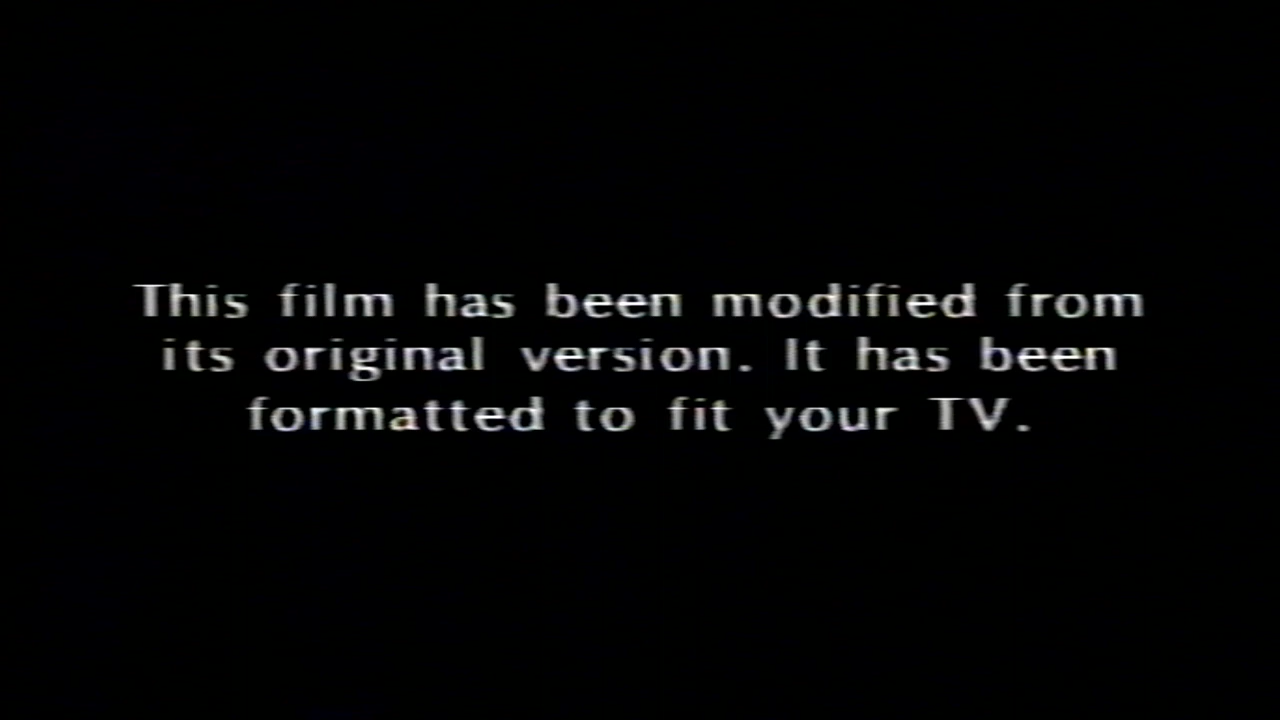 This film has been modified from
its original version. It has been
formatted to fit your TV.